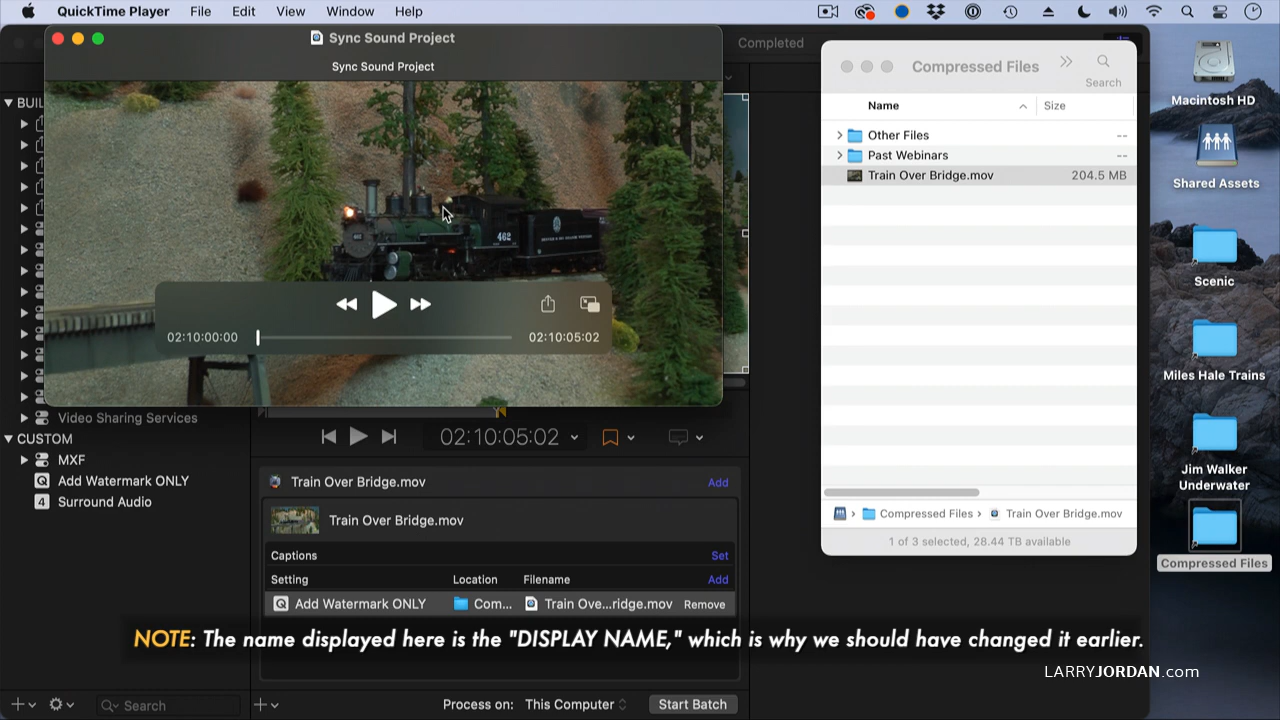 QuickTime Player File Edit View Window Help
Sync Sound Project
Sync Sound Project
Completed
Compressed Files
Search
Name Size
Other Files --
Past Webinars --
Train Over Bridge.mov 204.5 MB
Compressed Files › Train Over Bridge.mov
1 of 3 selected, 28.44 TB available
Macintosh HD
Shared Assets
Scenic
Miles Hale Trains
Jim Walker
Underwater
Compressed Files
462
02:10:00:00 02:10:05:02
BUIL
Video Sharing Services
CUSTOM
MXF
Add Watermark ONLY
4 Surround Audio
02:10:05:02
Train Over Bridge.mov Add
Train Over Bridge.mov
Captions Set
Setting Location Filename Add
Add Watermark ONLY Com... Train Ove...ridge.mov Remove
NOTE: The name displayed here is the "DISPLAY NAME," which is why we should have changed it earlier.
LARRYJORDAN.com
Search
Process on: This Computer Start Batch